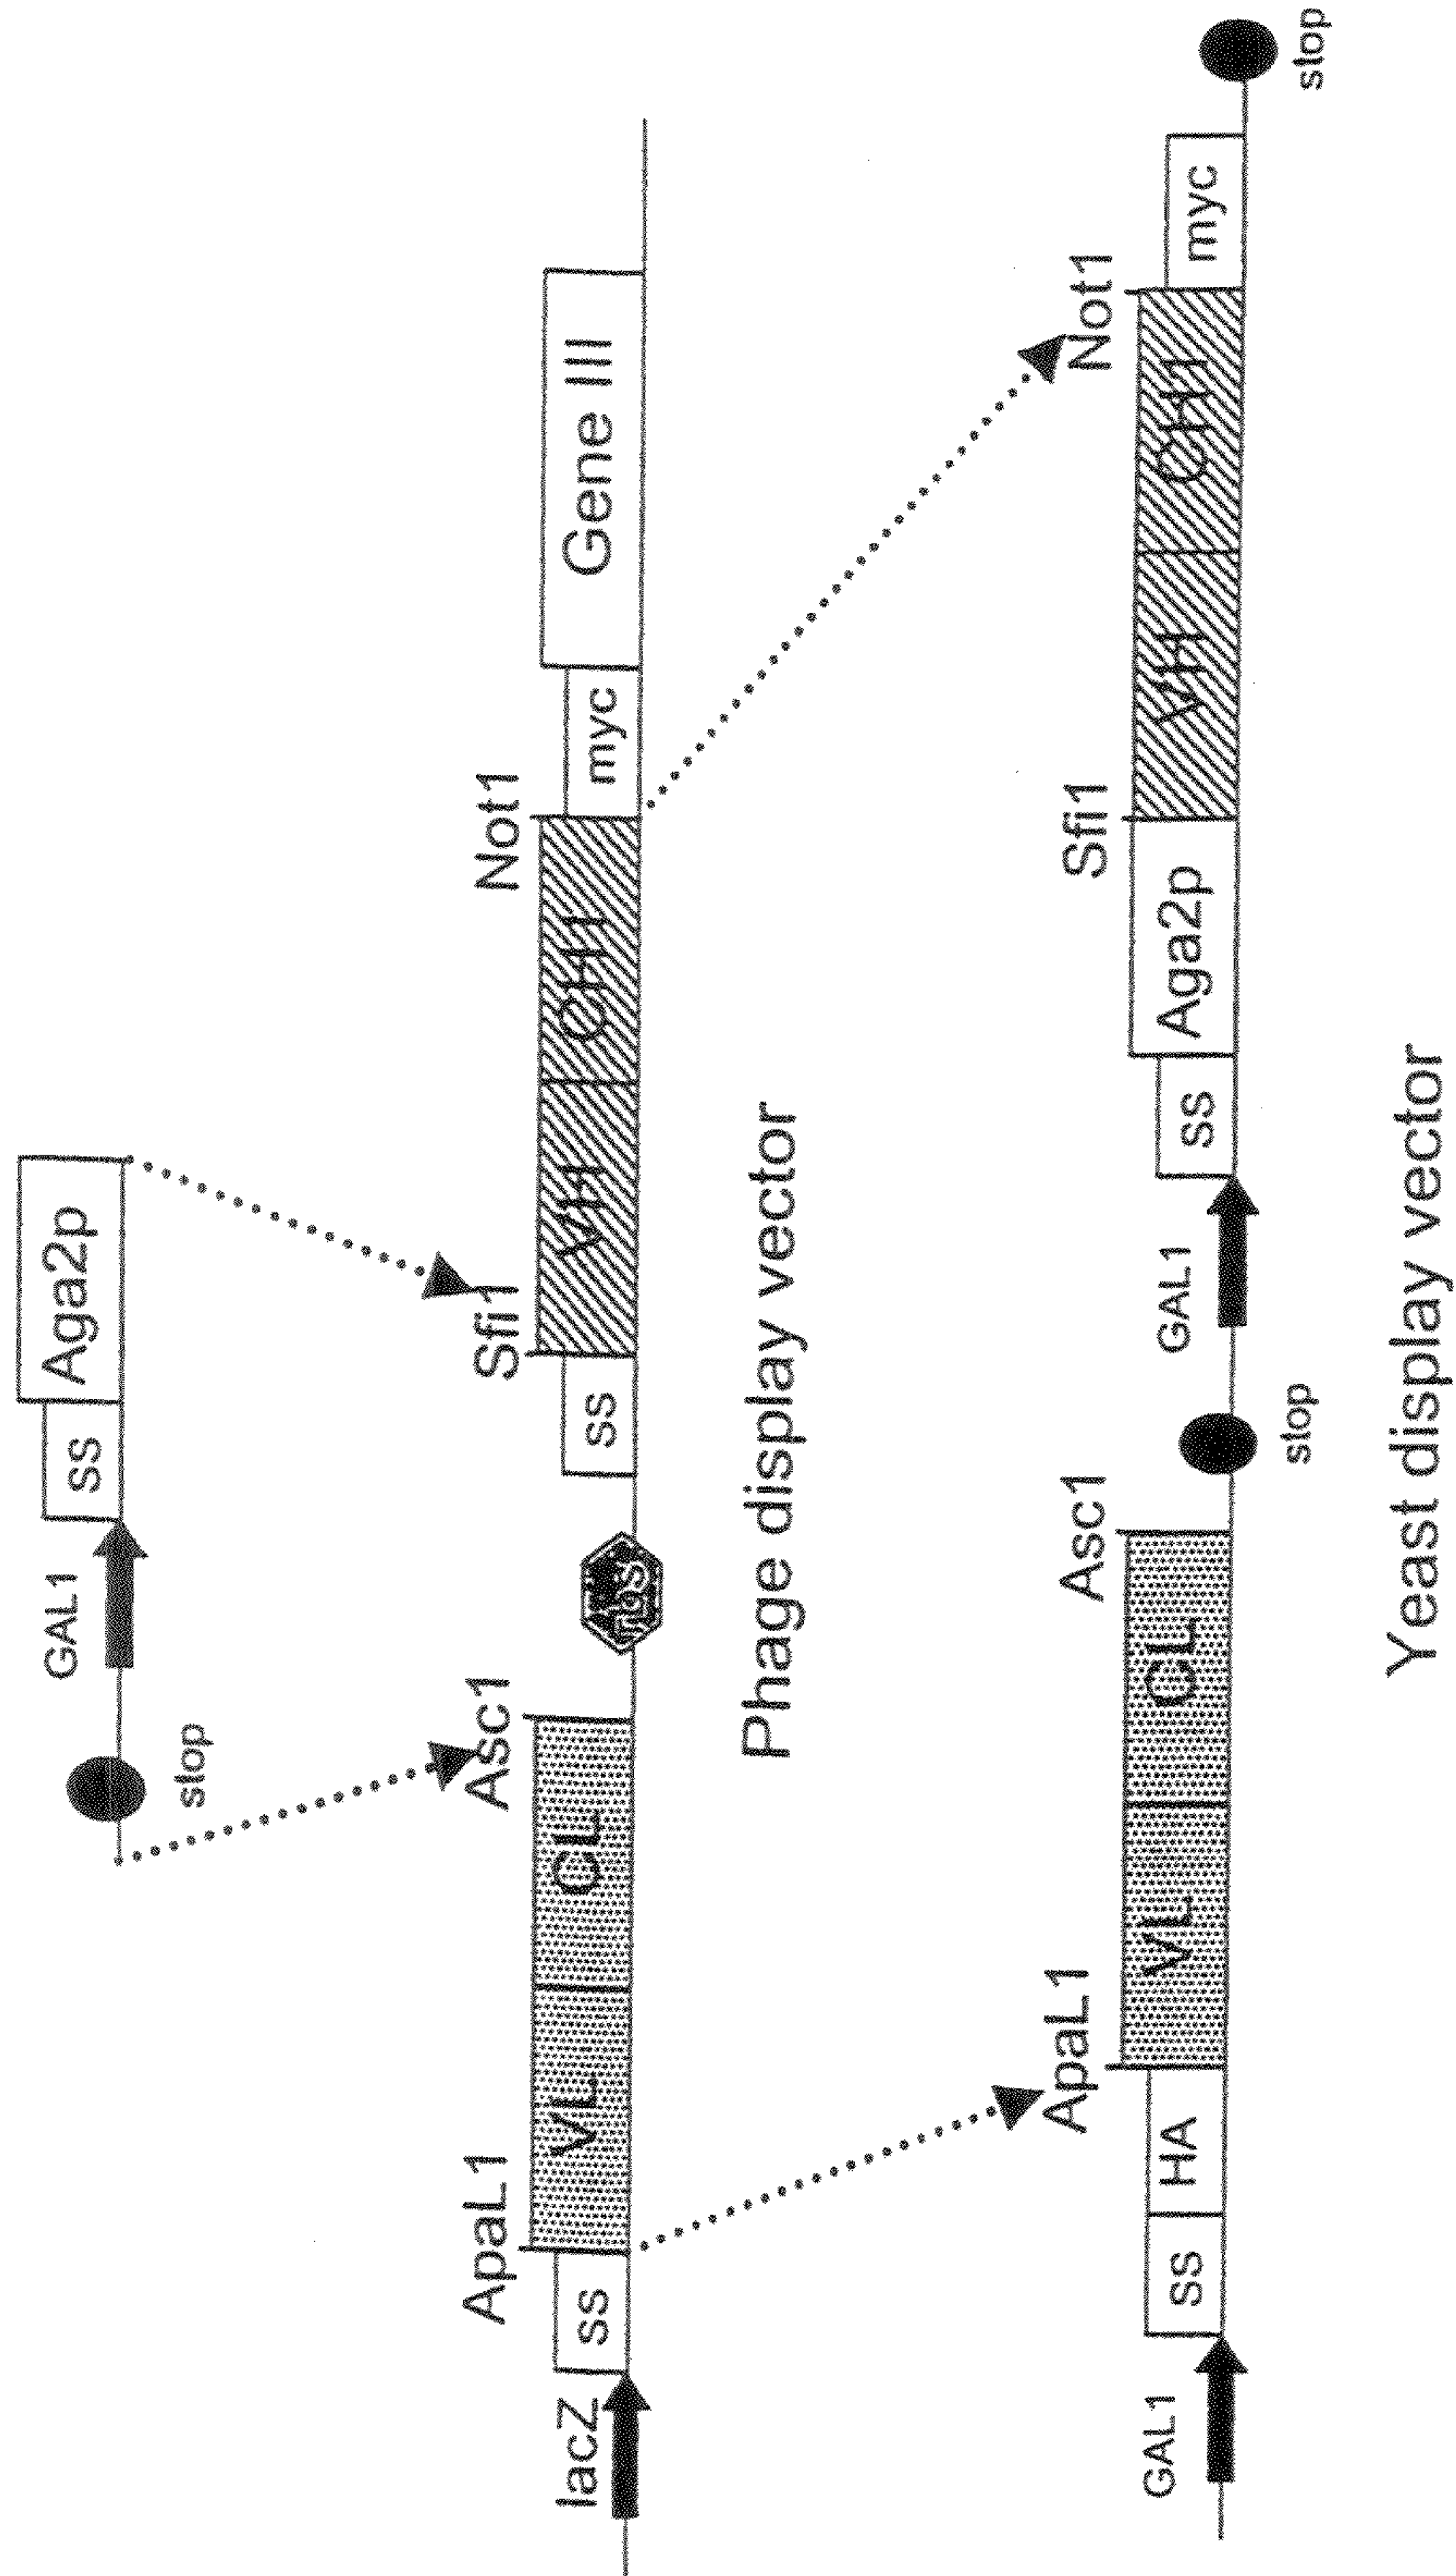 GAL1
ss
Aga2p
stop
ApaL1
Asc1
Sfi1
Not1
lacZ
ss
VL
CL
rbs
ss
VH
CH1
myc
Gene III
Phage display vector
ApaL1
Asc1
Sfi1
Not1
GAL1
ss
HA
VL
CL
stop
GAL1
ss
Aga2p
VH
CH1
myc
stop
Yeast display vector